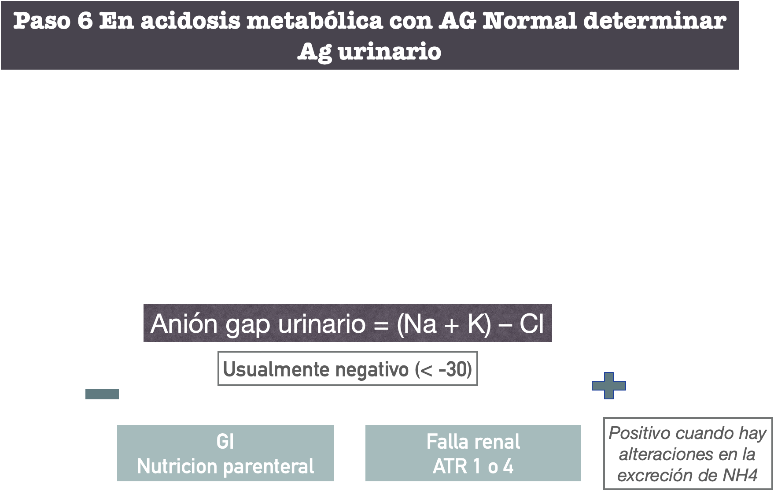 Paso 6 En acidosis metabólica con AG Normal determinar
Ag urinario
Anión gap urinario = (Na + K) – Cl
Usualmente negativo (< -30)
GI
Nutricion parenteral
Falla renal
ATR 1 o 4
Positivo cuando hay
alteraciones en la
excreción de NH4